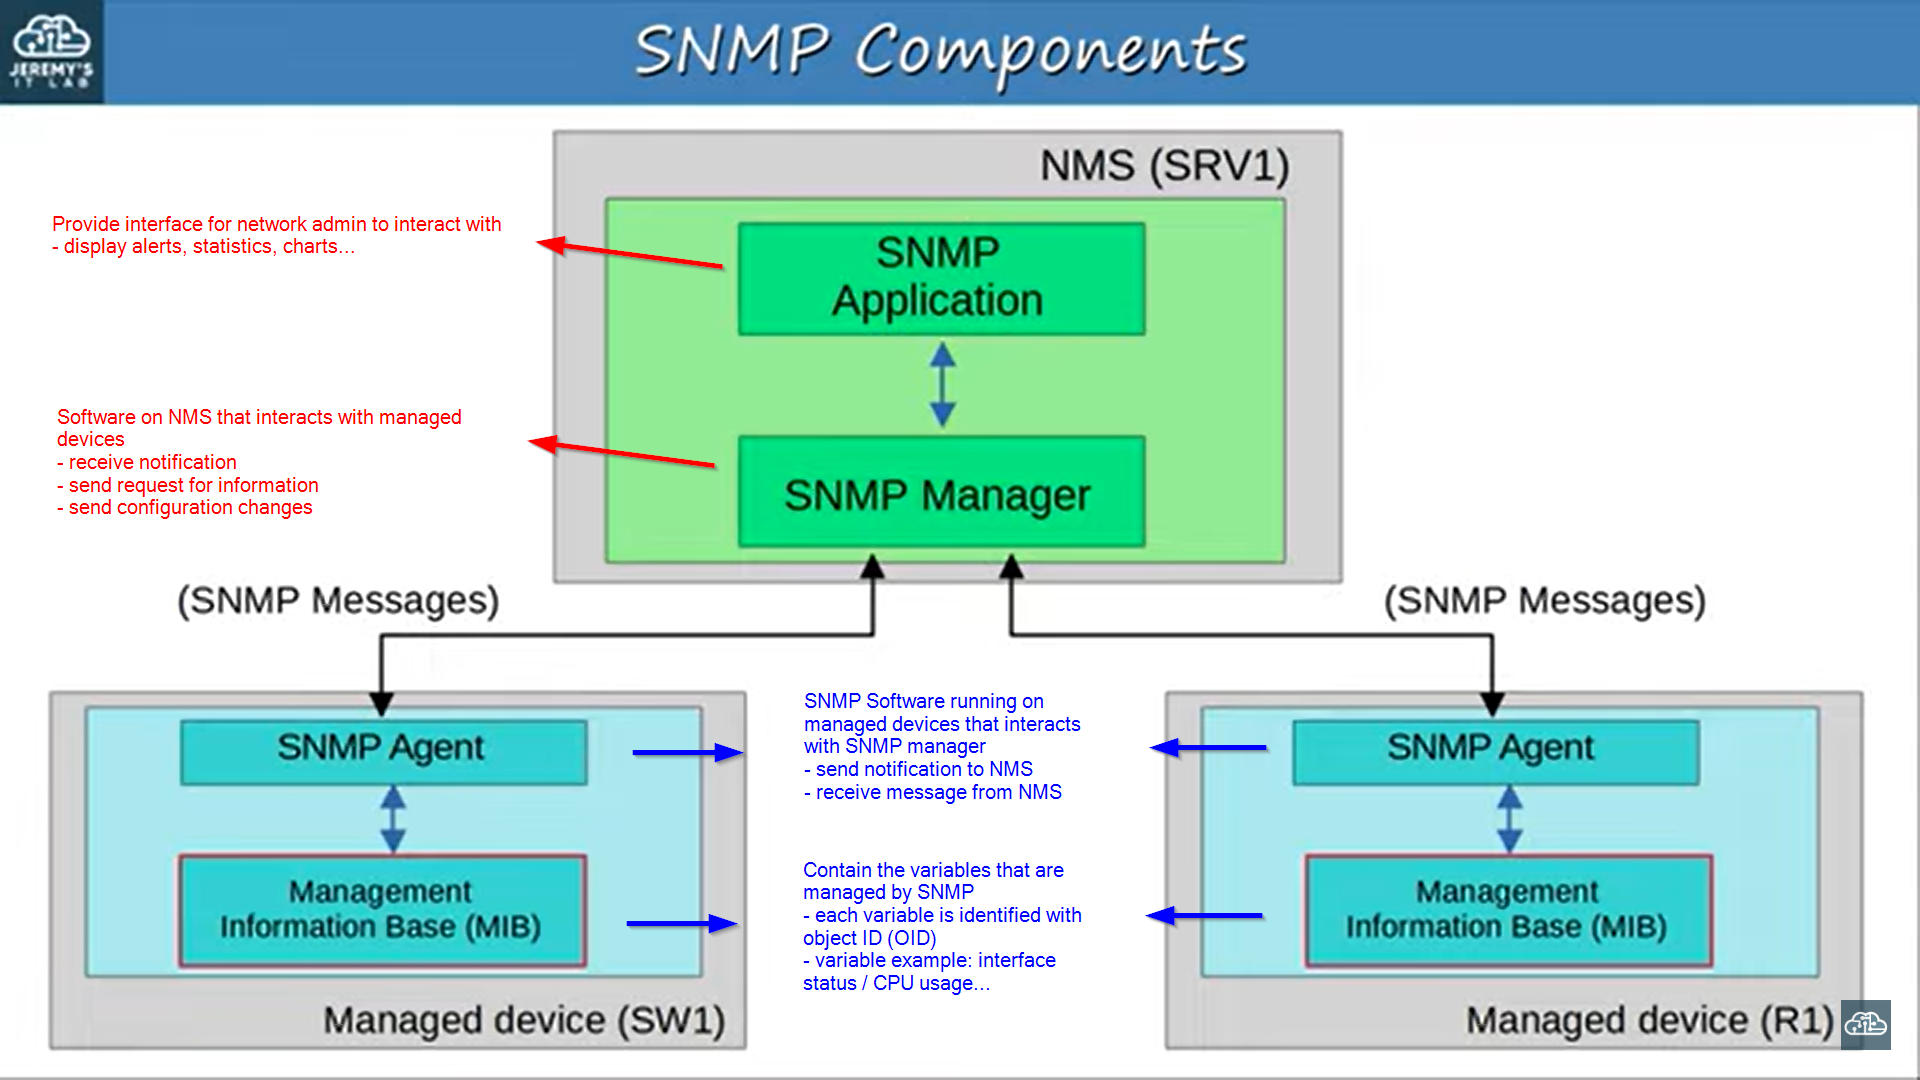 JEREMY'S
IT LAB
SNMP Components
NMS (SRV1)
Provide interface for network admin to interact with
- display alerts, statistics, charts...
SNMP
Application
Software on NMS that interacts with managed
devices
- receive notification
- send request for information
- send configuration changes
SNMP Manager
(SNMP Messages)
(SNMP Messages)
SNMP Agent
Management
Information Base (MIB)
Managed device (SW1)
SNMP Software running on
managed devices that interacts
with SNMP manager
- send notification to NMS
- receive message from NMS
Contain the variables that are
managed by SNMP
- each variable is identified with
object ID (OID)
- variable example: interface
status / CPU usage...
SNMP Agent
Management
Information Base (MIB)
Managed device (R1)